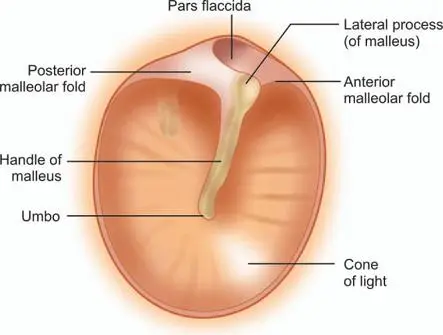 Pars flaccida
Lateral process
(of malleus)
Posterior
malleolar fold
Anterior
malleolar fold
Handle of
malleus
Umbo
Cone
of light